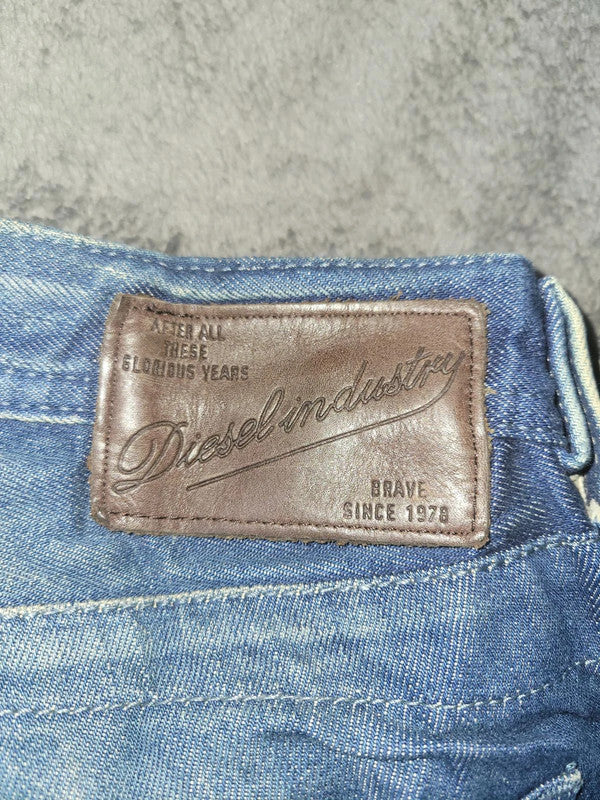 AFTER ALL
THESE
GLORIOUS YEARS
Diesel industry
BRAVE
SINCE 1978